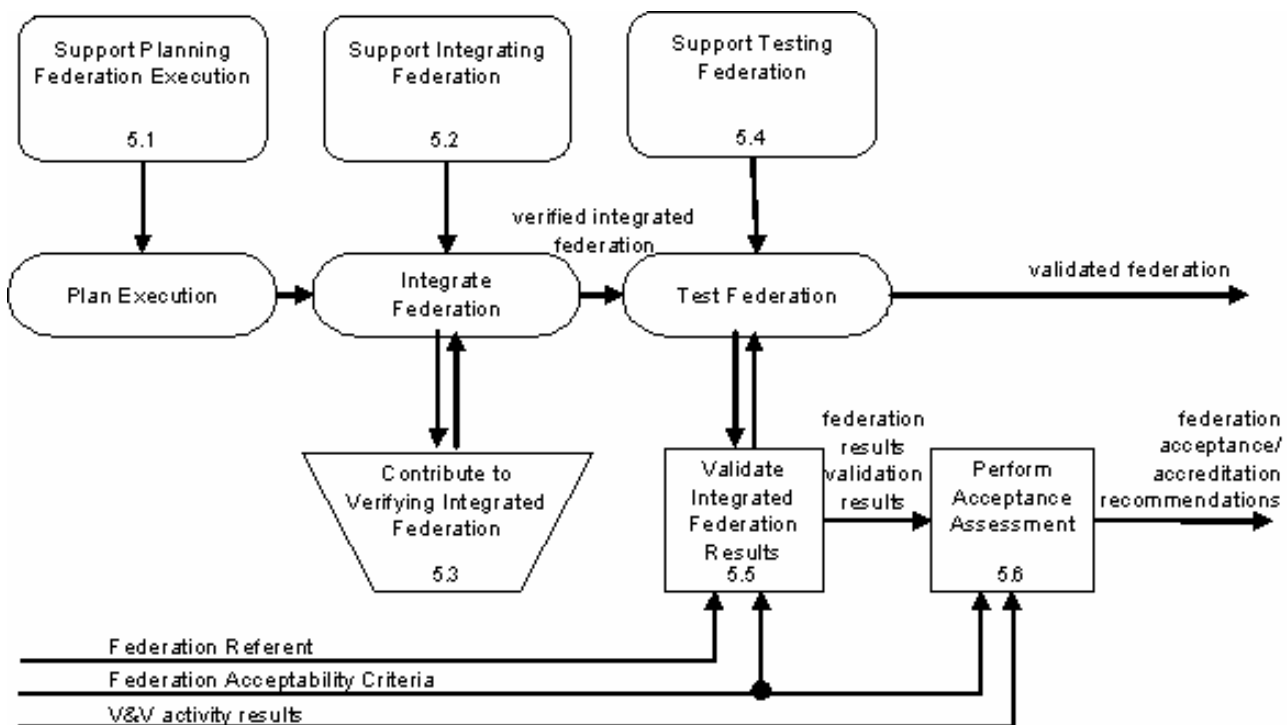 Support Planning
Federation Execution
5.1
Support Integrating
Federation
5.2
Support Testing
Federation
5.4
verified integrated
federation
Plan Execution
Integrate
Federation
Test Federation
validated federation
Contribute to
Verifying Integrated
Federation
5.3
Validate
Integrated
Federation
Results
5.5
federation
results
validation
results
Perform
Acceptance
Assessment
5.6
federation
acceptance/
accreditation
recommendations
Federation Referent
Federation Acceptability Criteria
V&V activity results